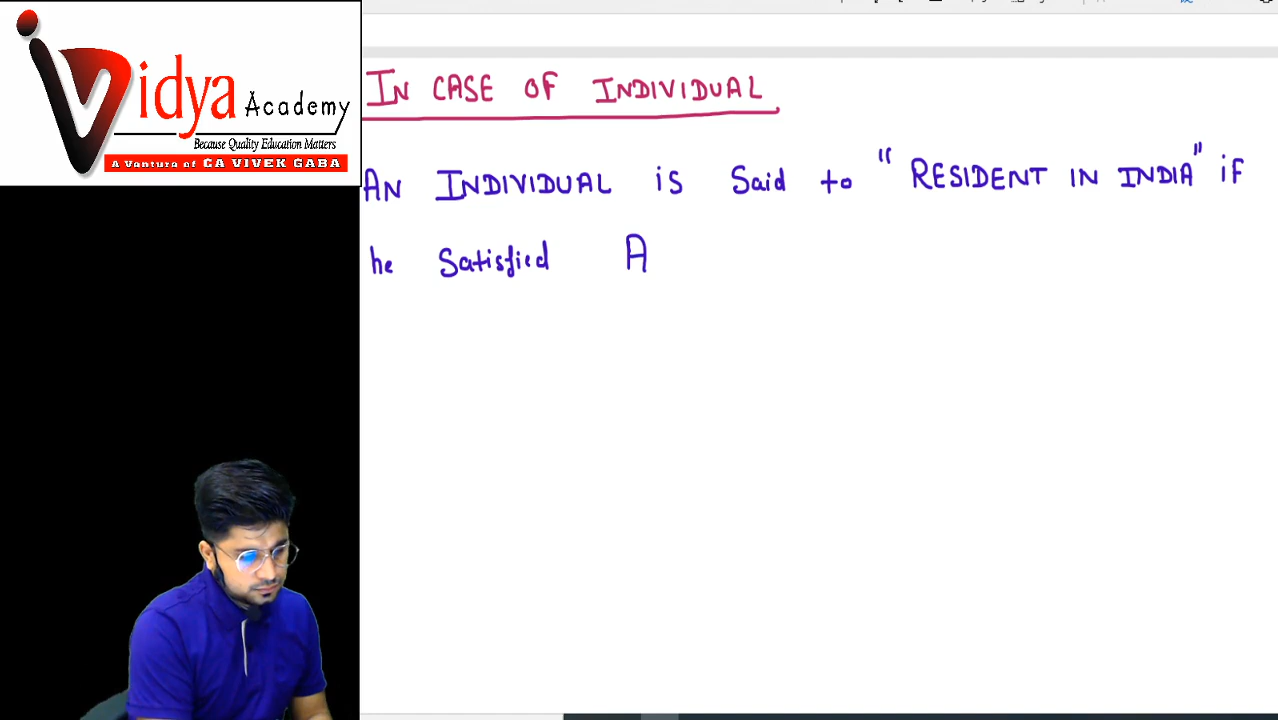 Vidya Academy
Because Quality Education Matters
A Ventura of CA VIVEK GABA
IN CASE OF INDIVIDUAL
AN INDIVIDUAL is Said to "RESIDENT IN INDIA" if
he Satisfied A